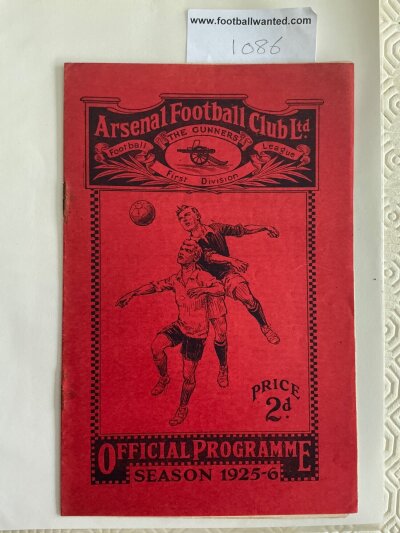 www.footballwanted.com
1086
Arsenal Football Club Ltd.
THE GUNNERS
Football League
First Division
PRICE
2d.
OFFICIAL PROGRAMME
SEASON 1925-6